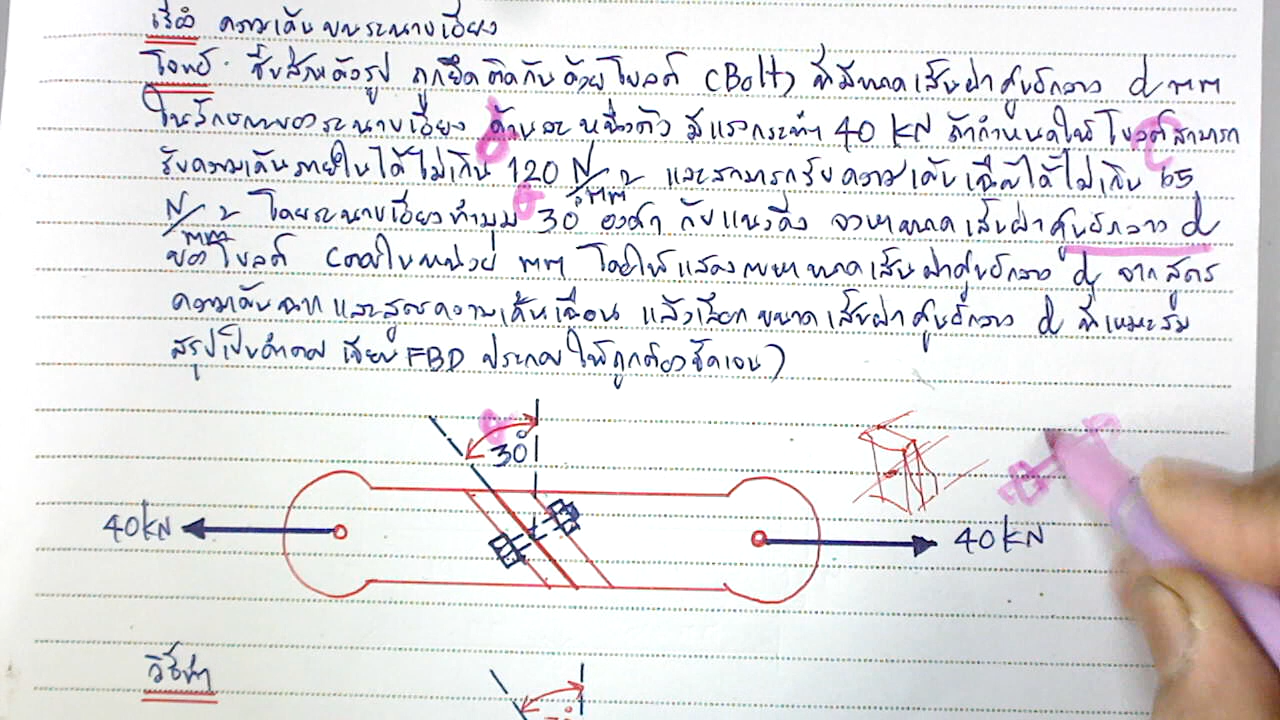 เรื่อง ความเค้นบนระนาบเอียง
โจทย์ ชิ้นส่วนดังรูป ถูกยึดติดกันด้วยโบลต์ (Bolt) ที่มีขนาดเส้นผ่าศูนย์กลาง d mm
ในลักษณะของระนาบเอียง ด้านละหนึ่งตัว มีแรงกระทำ 40 kN ถ้ากำหนดให้โบลต์สามารถ
รับความเค้นภายในได้ไม่เกิน 120 N/mm² และสามารถรับความเค้นเฉือนได้ไม่เกิน 65
N/mm² โดยระนาบเอียงทำมุม 30 องศา กับแนวดิ่ง จงหาขนาดเส้นผ่าศูนย์กลาง d
ของโบลต์ (ตอบในหน่วย mm โดยให้แสดงการหาขนาดเส้นผ่าศูนย์กลาง d จากสูตร
ความเค้น และสูตรความเค้นเฉือน แล้วเลือกขนาดเส้นผ่าศูนย์กลาง d ที่เหมาะสม
สรุปเป็นคำตอบ เขียน FBD ประกอบให้ถูกต้องชัดเจน)
30°
40 kN
40 kN
วิธีทำ